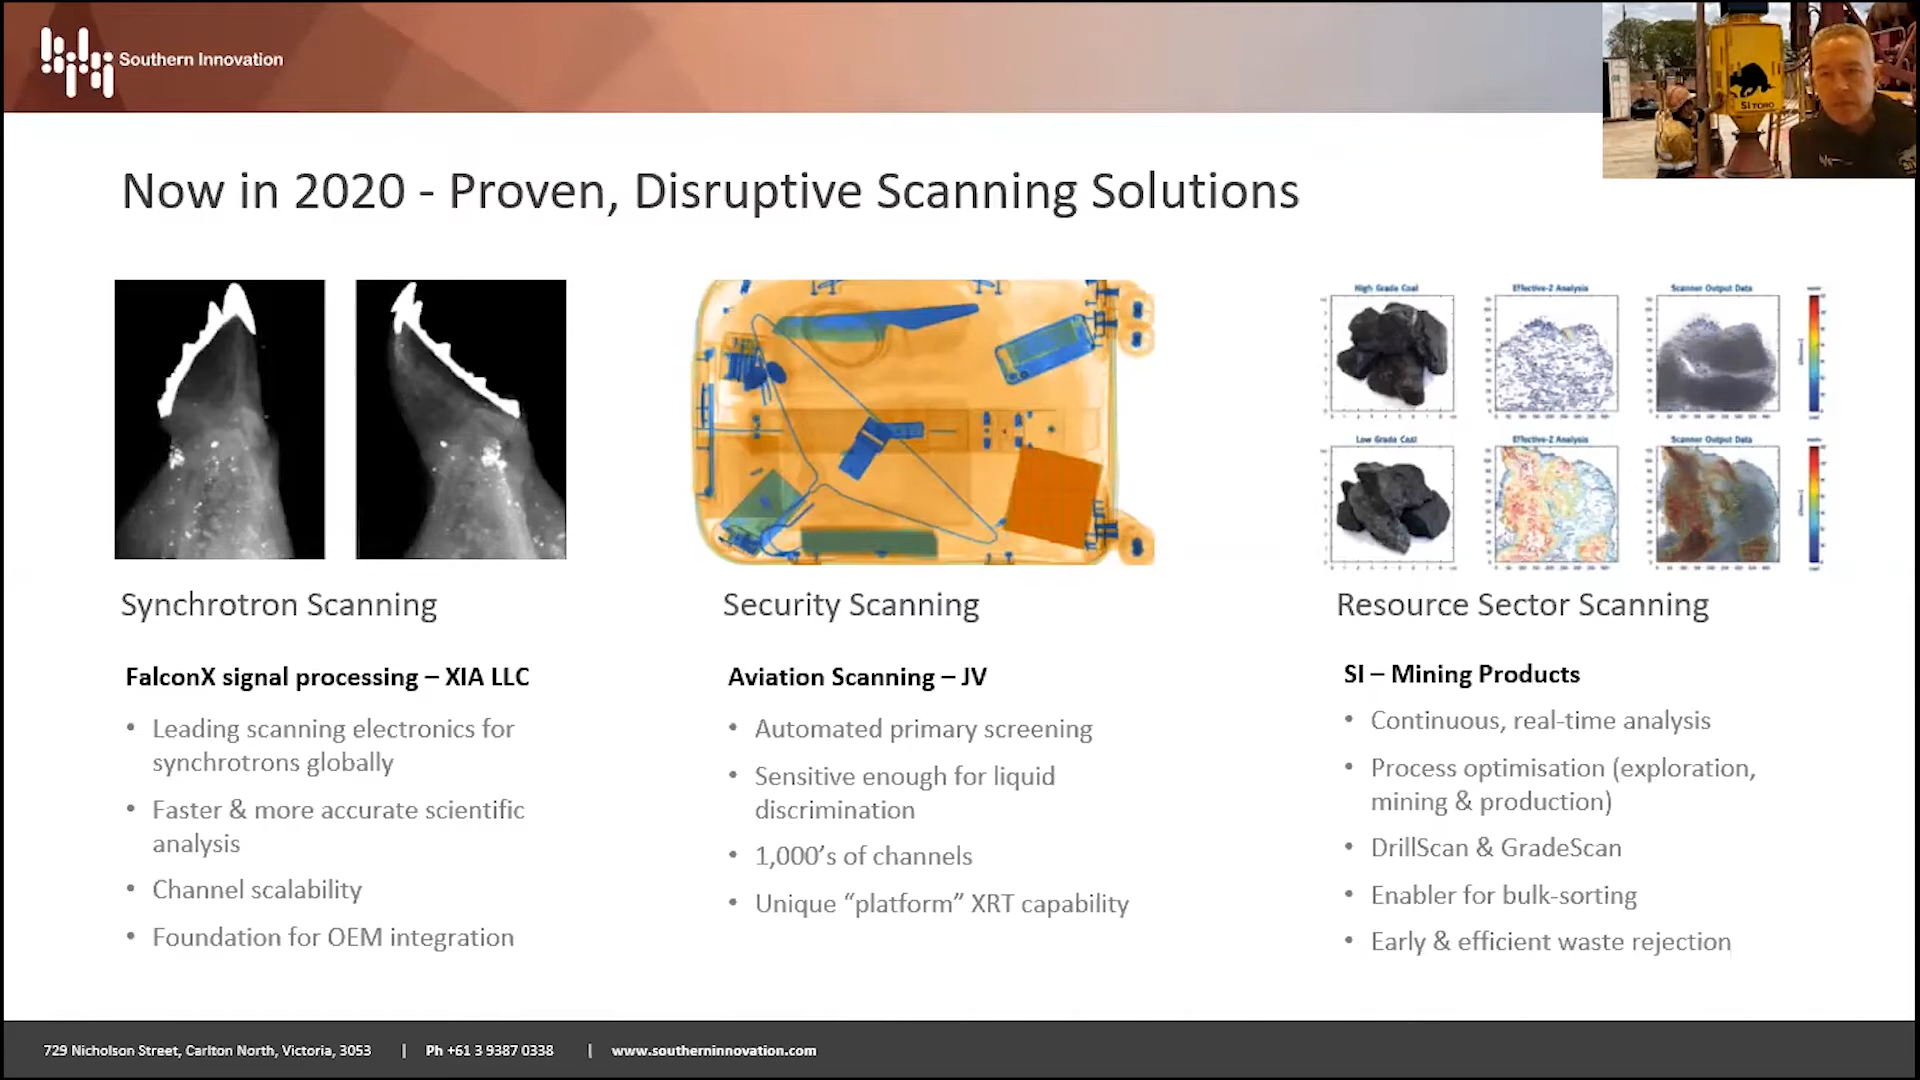 Southern Innovation
SI TORO
Now in 2020 - Proven, Disruptive Scanning Solutions
High Grade Coal
Effective-Z Analysis
Scanner Output Data
Low Grade Coal
Effective-Z Analysis
Scanner Output Data
Synchrotron Scanning
FalconX signal processing – XIA LLC
• Leading scanning electronics for
synchrotrons globally
• Faster & more accurate scientific
analysis
• Channel scalability
• Foundation for OEM integration
Security Scanning
Aviation Scanning – JV
• Automated primary screening
• Sensitive enough for liquid
discrimination
• 1,000’s of channels
• Unique “platform” XRT capability
Resource Sector Scanning
SI – Mining Products
• Continuous, real-time analysis
• Process optimisation (exploration,
mining & production)
• DrillScan & GradeScan
• Enabler for bulk-sorting
• Early & efficient waste rejection
729 Nicholson Street, Carlton North, Victoria, 3053 | Ph +61 3 9387 0338 | www.southerninnovation.com